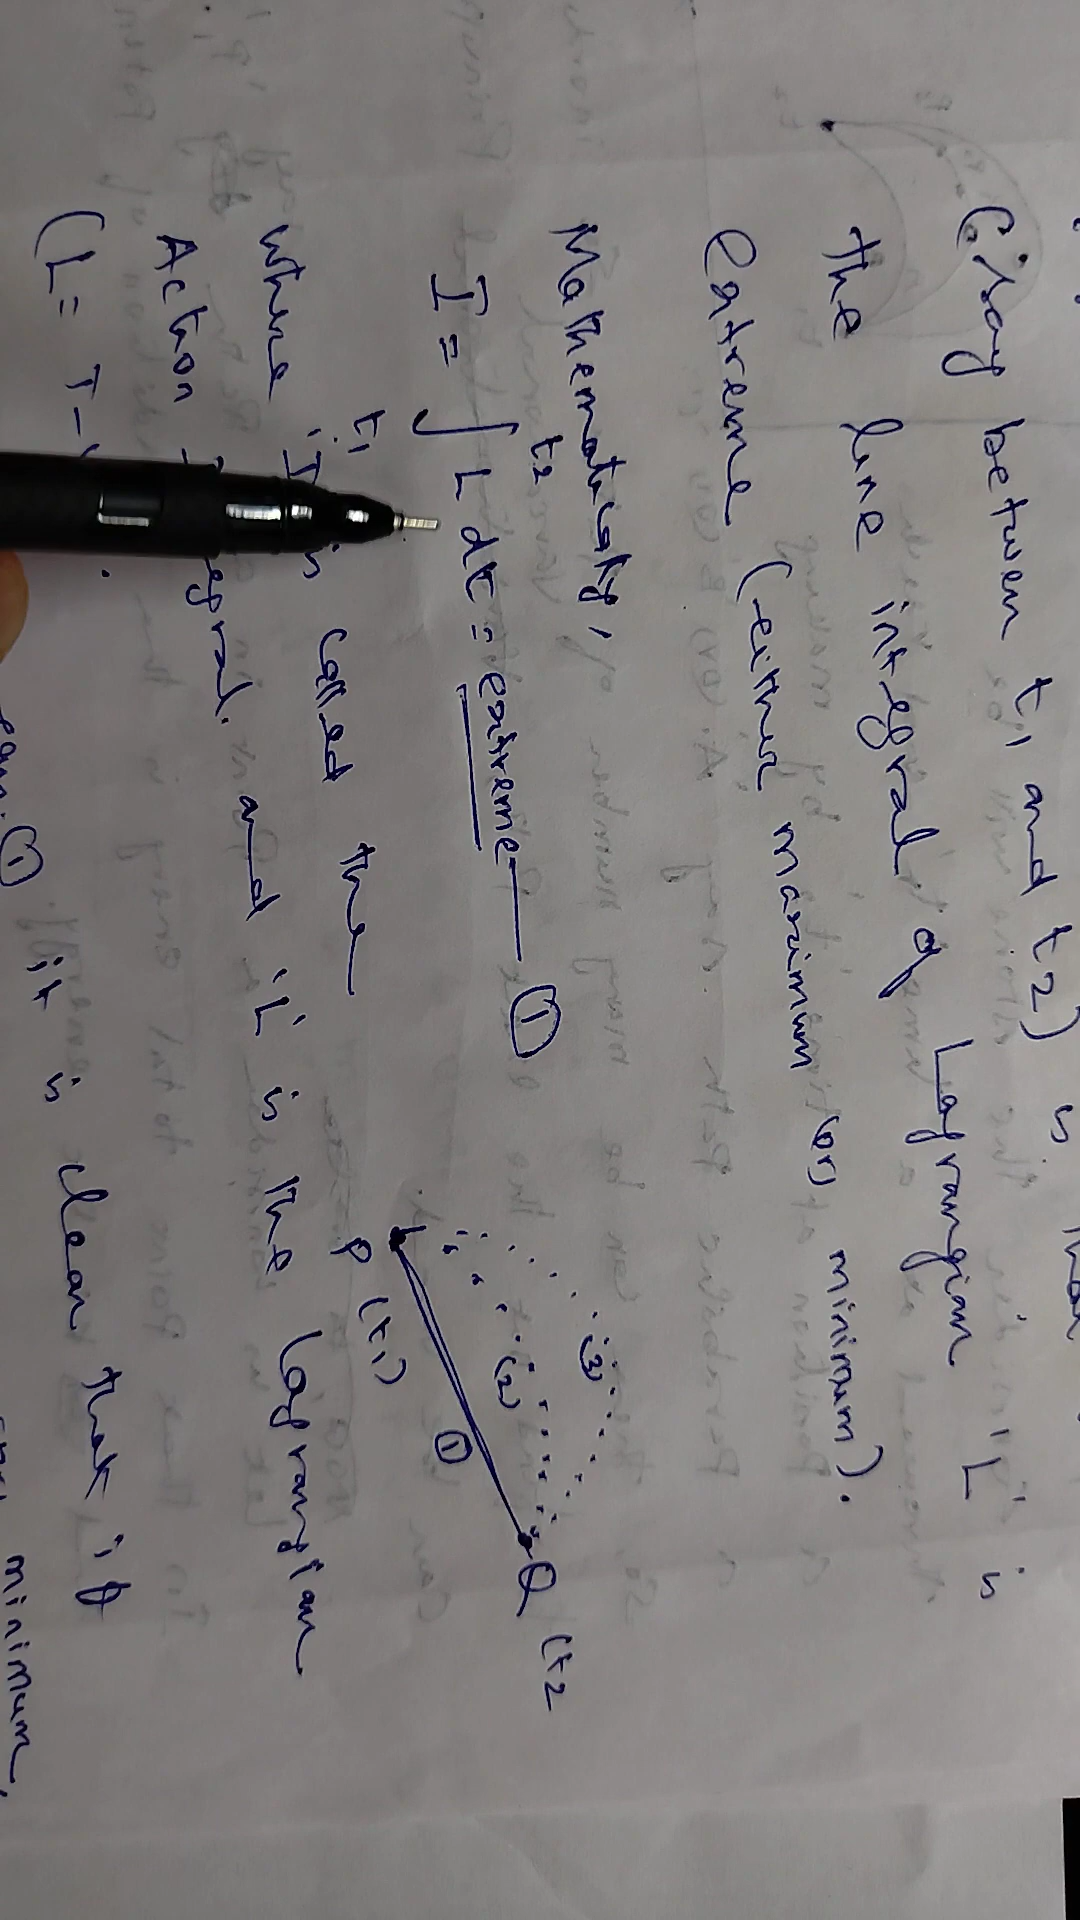 (say between t1 and t2) is that
the line integral of Lagrangian 'L' is
extreme (either maximum (or) minimum).
Mathematically,
t2
I = ∫ L dt = extreme — ①
t1
(3)
(2)
①
P (t1)
Q (t2
where 'I' is called the
Action and 'L' is the Lagrangian
(L = T -
eqn. ① it is clear that if
minimum,